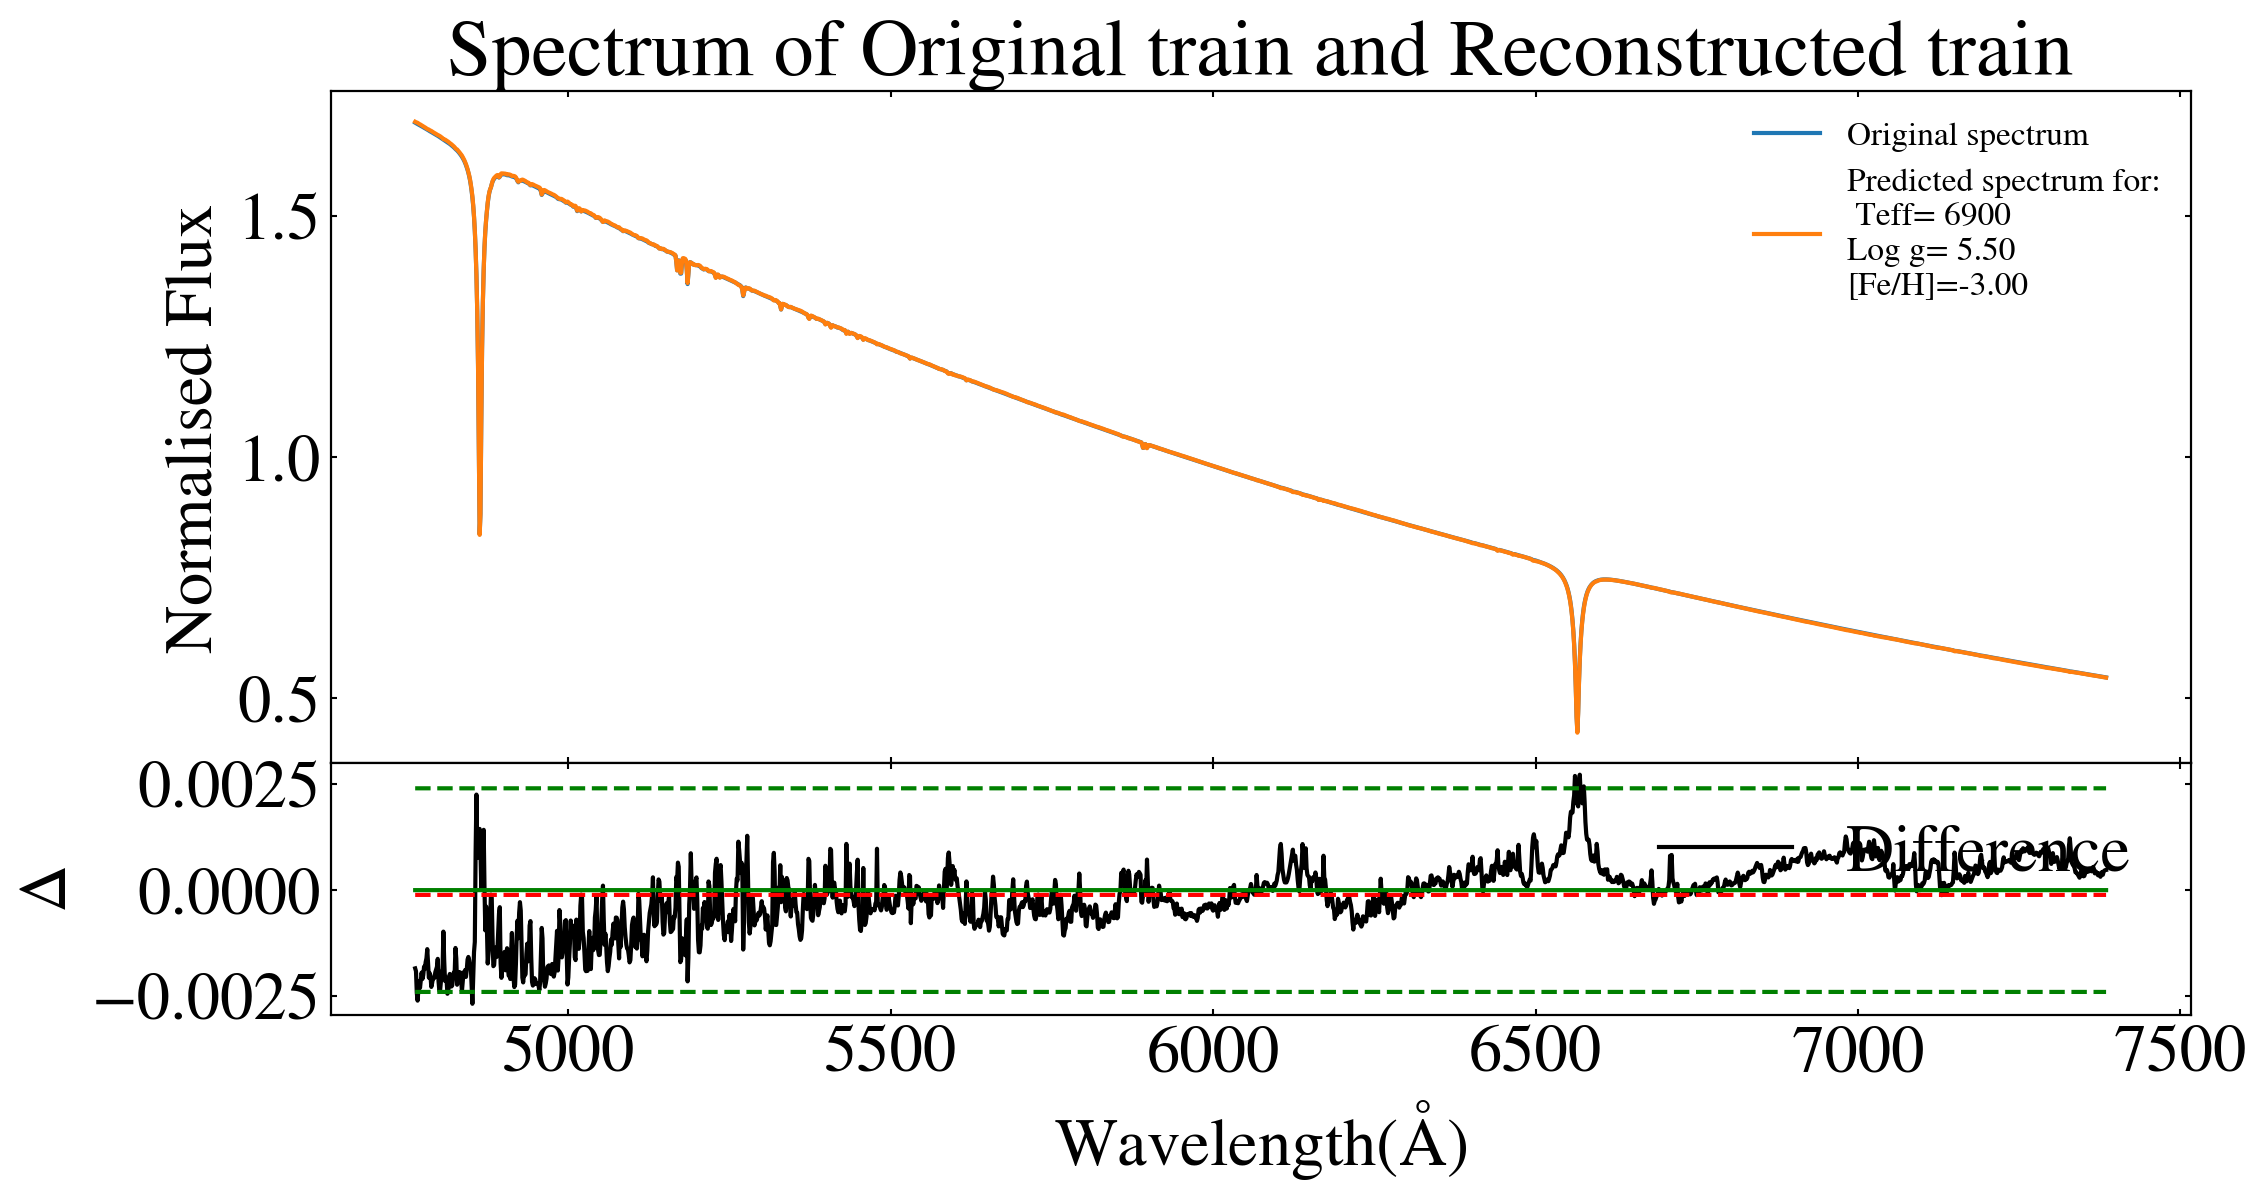 Spectrum of Original train and Reconstructed train
Normalised Flux
1.5
1.0
0.5
Original spectrum
Predicted spectrum for:
Teff= 6900
Log g= 5.50
[Fe/H]=-3.00
Δ
0.0025
0.0000
−0.0025
Difference
5000 5500 6000 6500 7000 7500
Wavelength(Å)